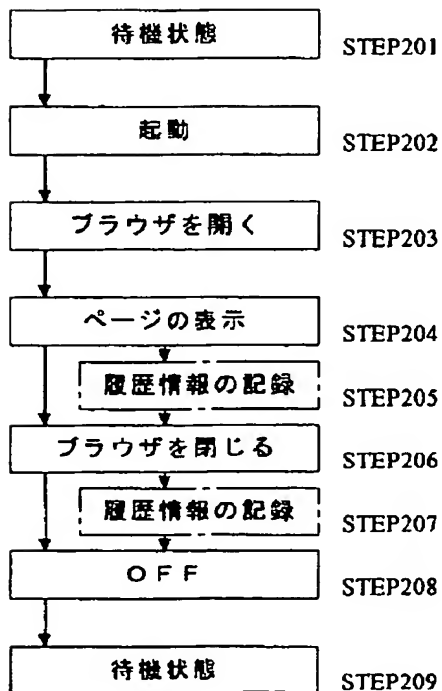 待機状態
STEP201
起動
STEP202
ブラウザを開く
STEP203
ページの表示
STEP204
履歴情報の記録
STEP205
ブラウザを閉じる
STEP206
履歴情報の記録
STEP207
OFF
STEP208
待機状態
STEP209